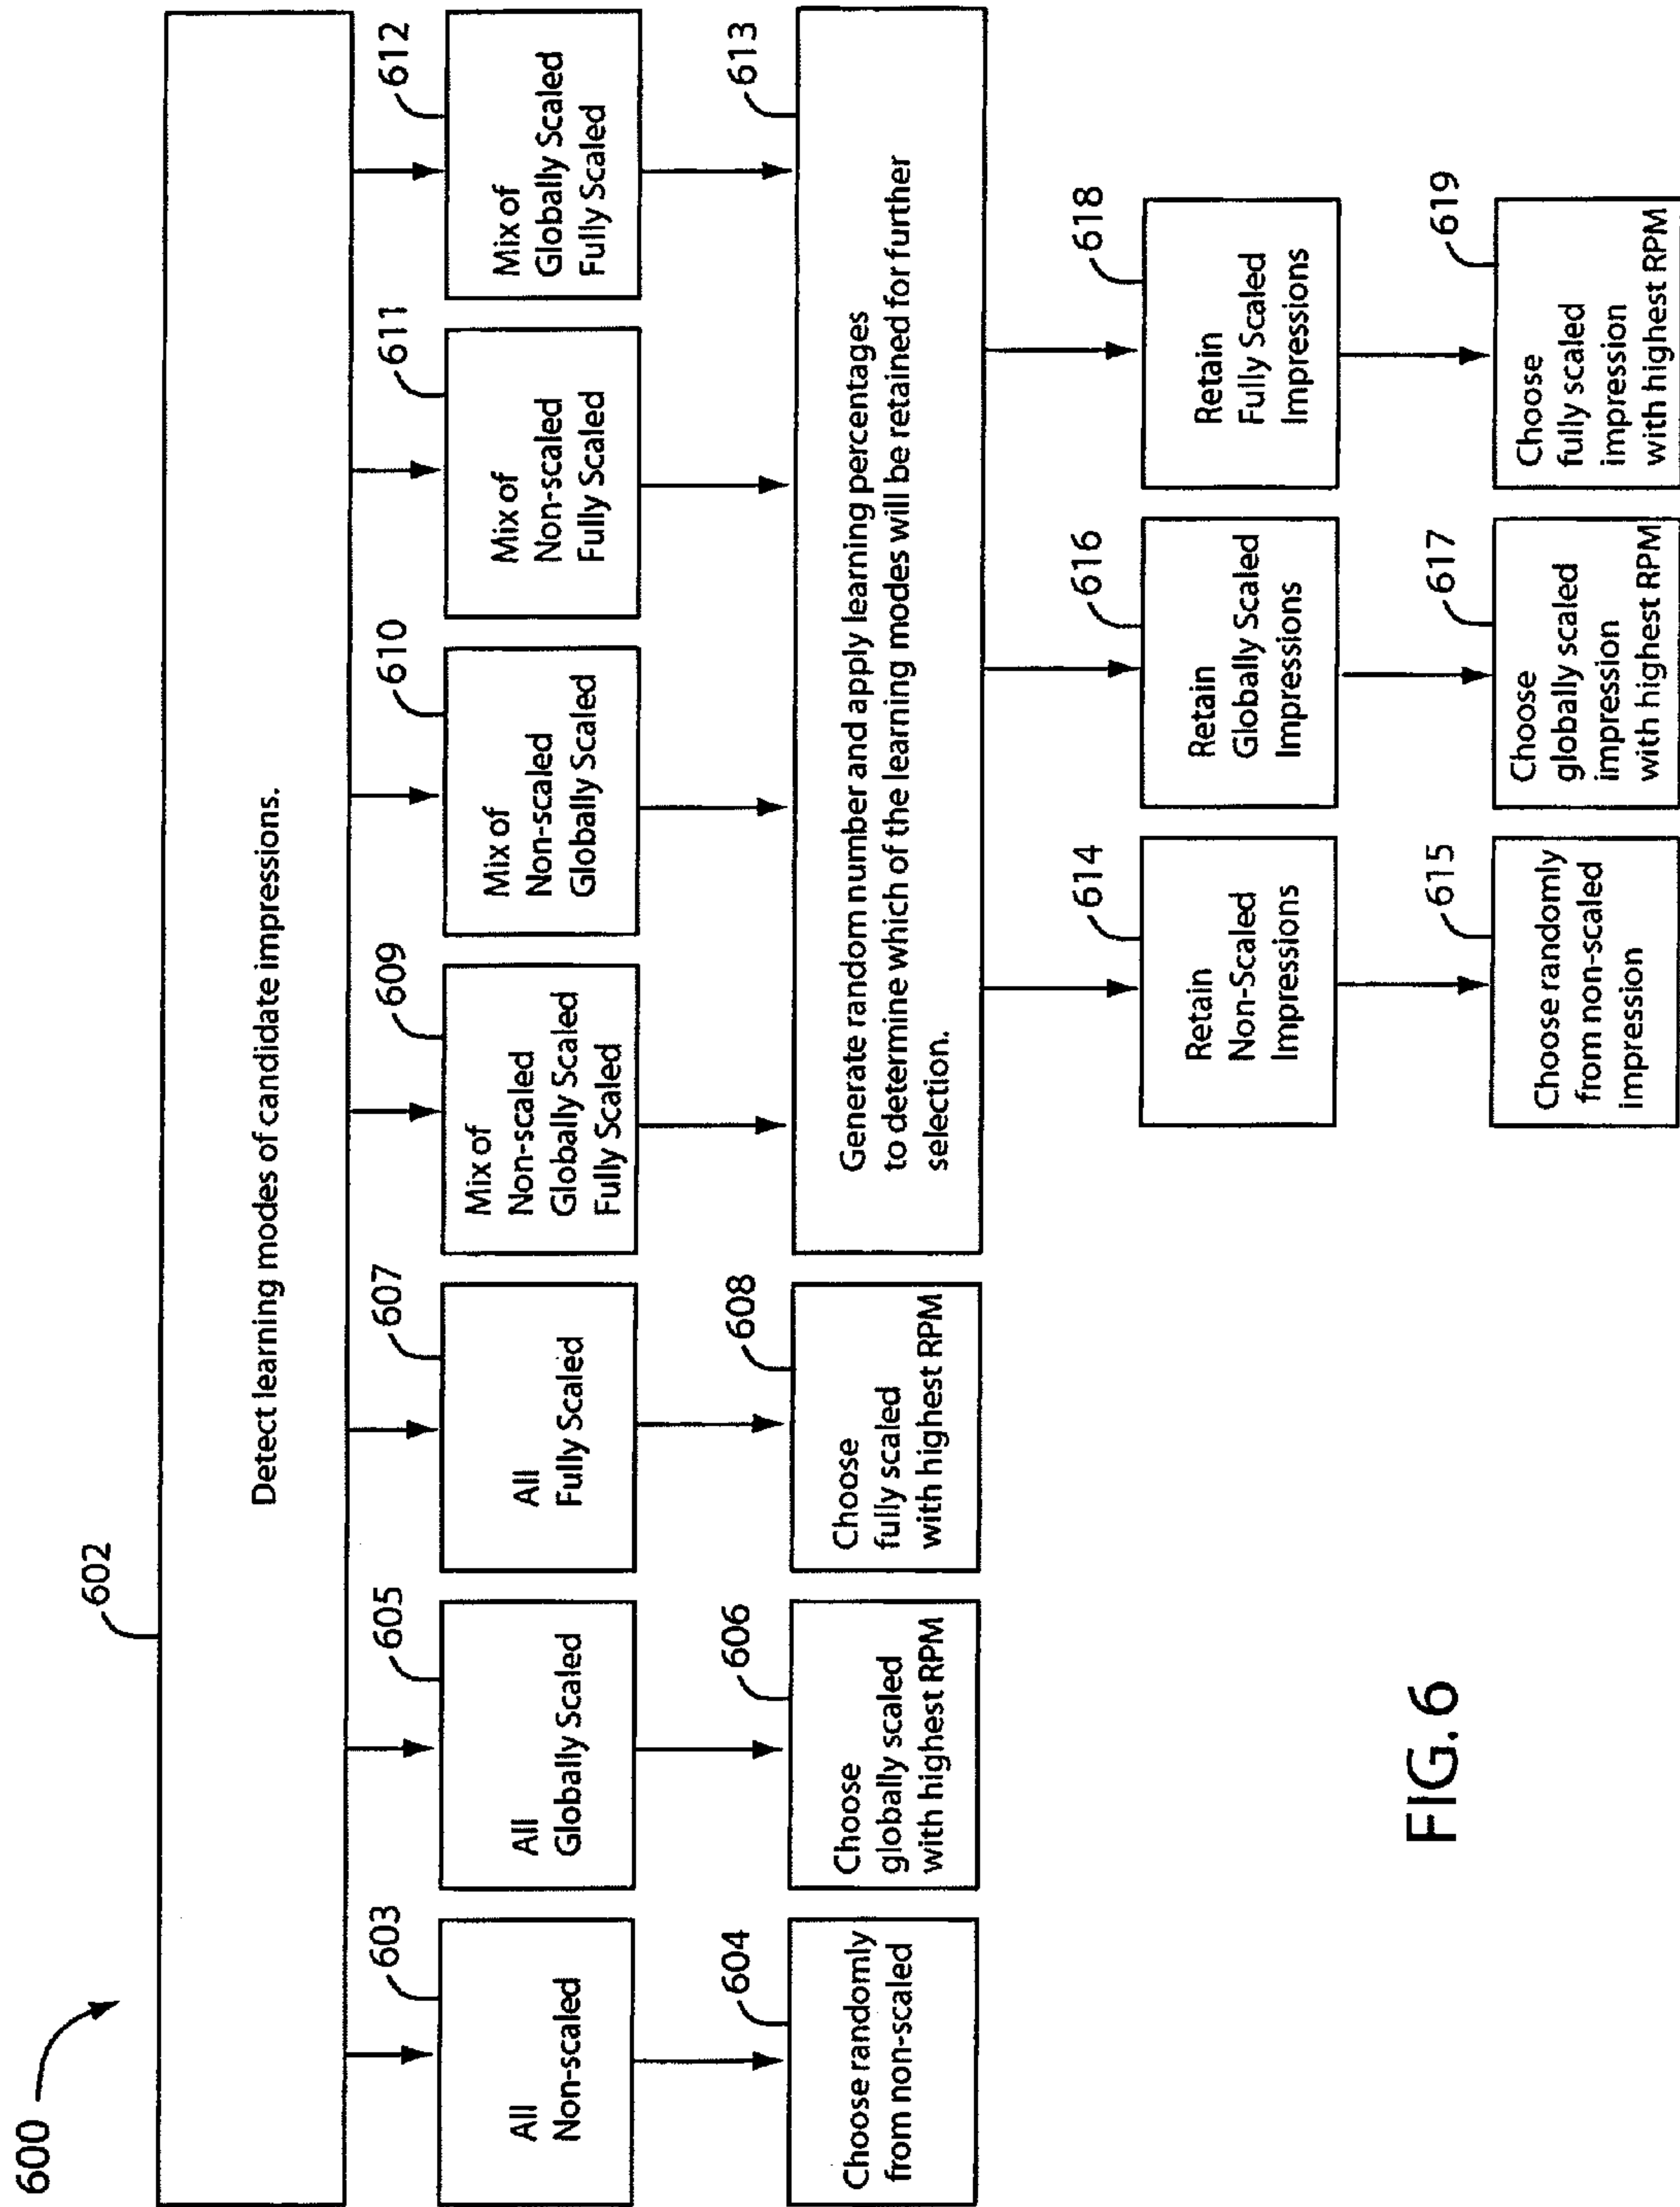 600
602
Detect learning modes of candidate impressions.
603
605
607
609
610
611
612
All
Non-scaled
All
Globally Scaled
All
Fully Scaled
Mix of
Non-scaled
Globally Scaled
Fully Scaled
Mix of
Non-scaled
Globally Scaled
Mix of
Non-scaled
Fully Scaled
Mix of
Globally Scaled
Fully Scaled
604
606
608
613
Choose randomly
from non-scaled
Choose
globally scaled
with highest RPM
Choose
fully scaled
with highest RPM
Generate random number and apply learning percentages
to determine which of the learning modes will be retained for further
selection.
614
616
618
Retain
Non-Scaled
Impressions
Retain
Globally Scaled
Impressions
Retain
Fully Scaled
Impressions
615
617
619
Choose randomly
from non-scaled
impression
Choose
globally scaled
impression
with highest RPM
Choose
fully scaled
impression
with highest RPM
FIG.6